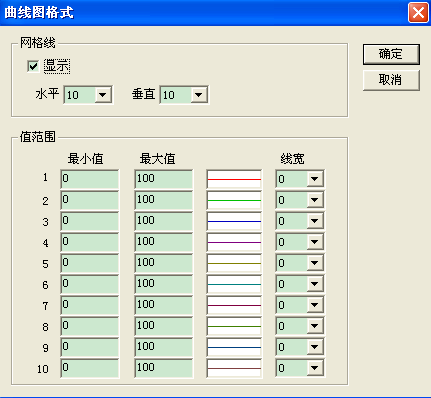 曲线图格式
网格线
确定
显示
取消
水平 10 垂直 10
值范围
最小值 最大值 线宽
1 0 100 0
2 0 100 0
3 0 100 0
4 0 100 0
5 0 100 0
6 0 100 0
7 0 100 0
8 0 100 0
9 0 100 0
10 0 100 0